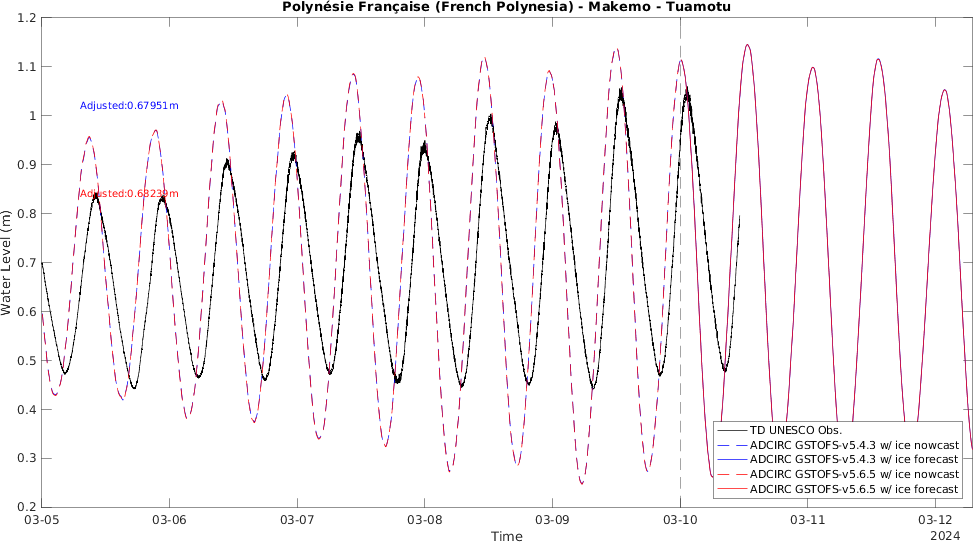 Polynésie Française (French Polynesia) - Makemo - Tuamotu
1.2
1.1
1
0.9
0.8
0.7
0.6
0.5
0.4
0.3
0.2
Water Level (m)
Adjusted:0.67951m
Adjusted:0.63239m
TD UNESCO Obs.
ADCIRC GSTOFS-v5.4.3 w/ ice nowcast
ADCIRC GSTOFS-v5.4.3 w/ ice forecast
ADCIRC GSTOFS-v5.6.5 w/ ice nowcast
ADCIRC GSTOFS-v5.6.5 w/ ice forecast
03-05 03-06 03-07 03-08 03-09 03-10 03-11 03-12
Time
2024